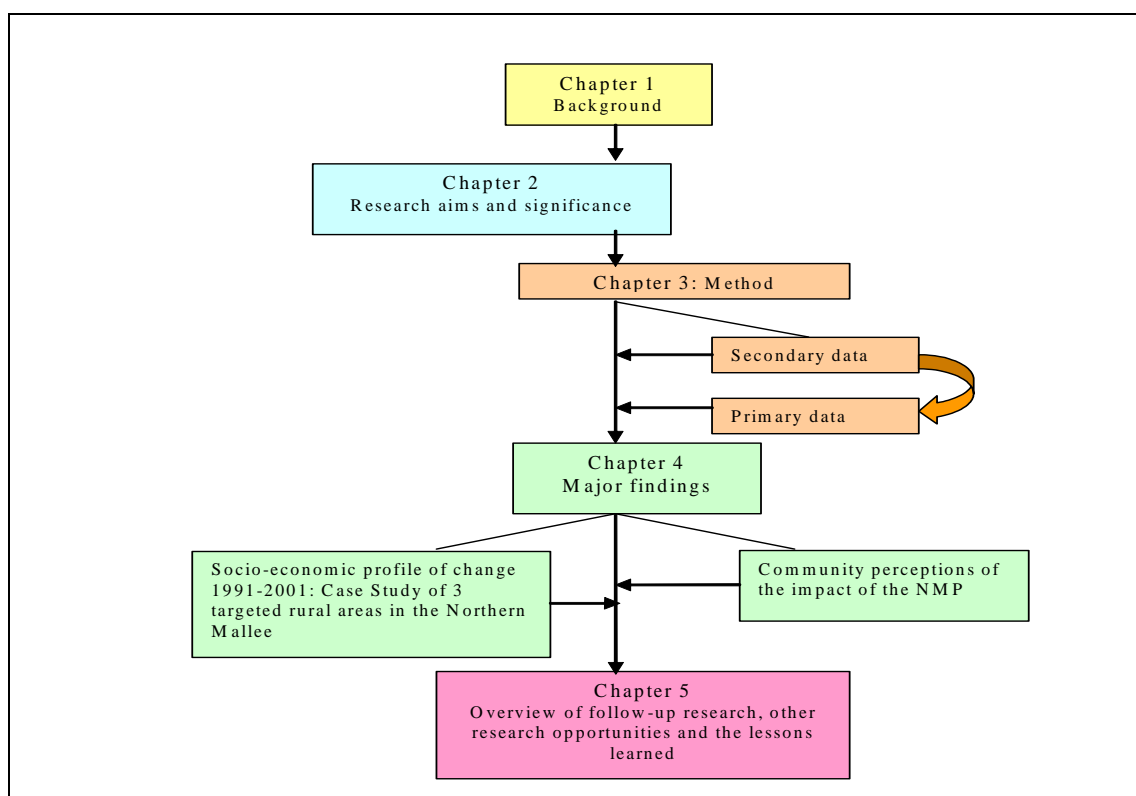 Chapter 1
Background
Chapter 2
Research aims and significance
Chapter 3: Method
Secondary data
Primary data
Chapter 4
Major findings
Socio-economic profile of change
1991-2001: Case Study of 3
targeted rural areas in the Northern
Mallee
Community perceptions of
the impact of the NMP
Chapter 5
Overview of follow-up research, other
research opportunities and the lessons
learned